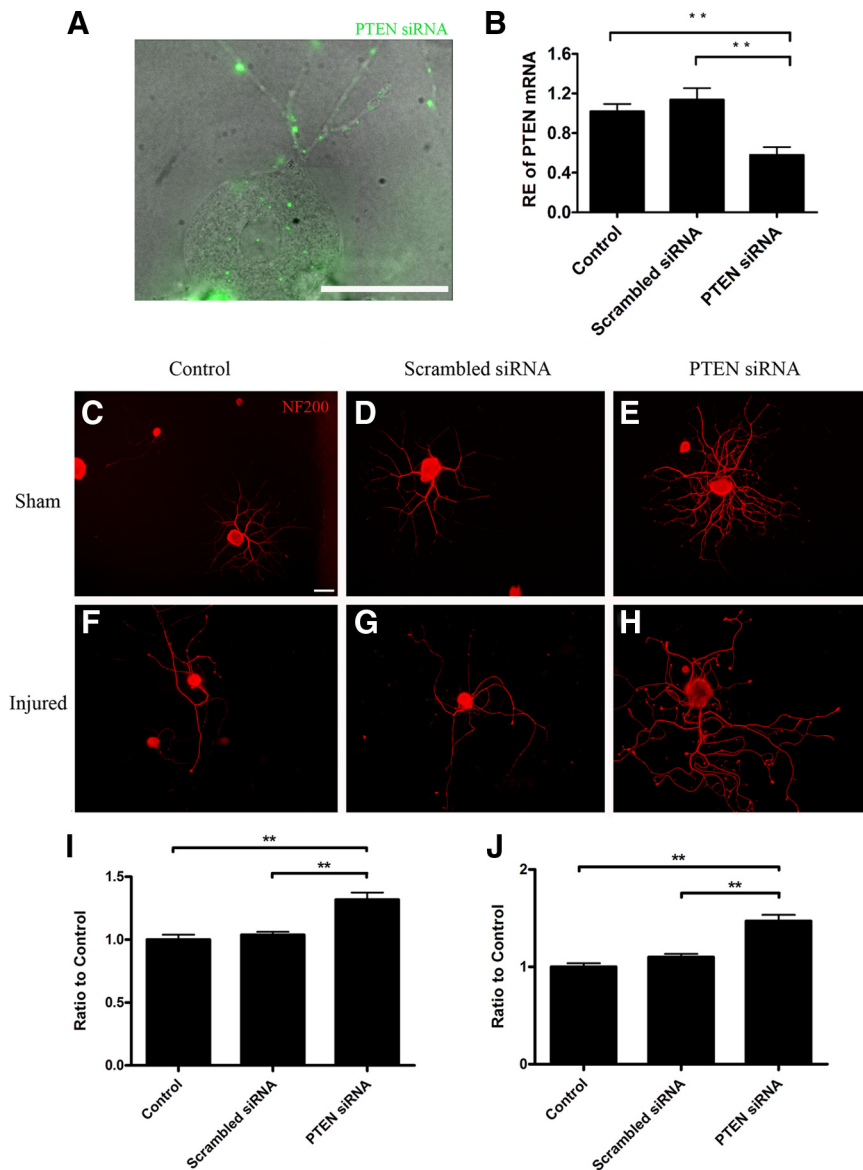 A
PTEN siRNA
B
** **
RE of PTEN mRNA
1.6
1.2
0.8
0.4
0.0
Control
Scrambled siRNA
PTEN siRNA
Control
Scrambled siRNA
PTEN siRNA
Sham
C
NF200
D
E
Injured
F
G
H
I
**
**
Ratio to Control
1.5
1.0
0.5
0.0
Control
Scrambled siRNA
PTEN siRNA
J
**
**
Ratio to Control
2
1
0
Control
Scrambled siRNA
PTEN siRNA